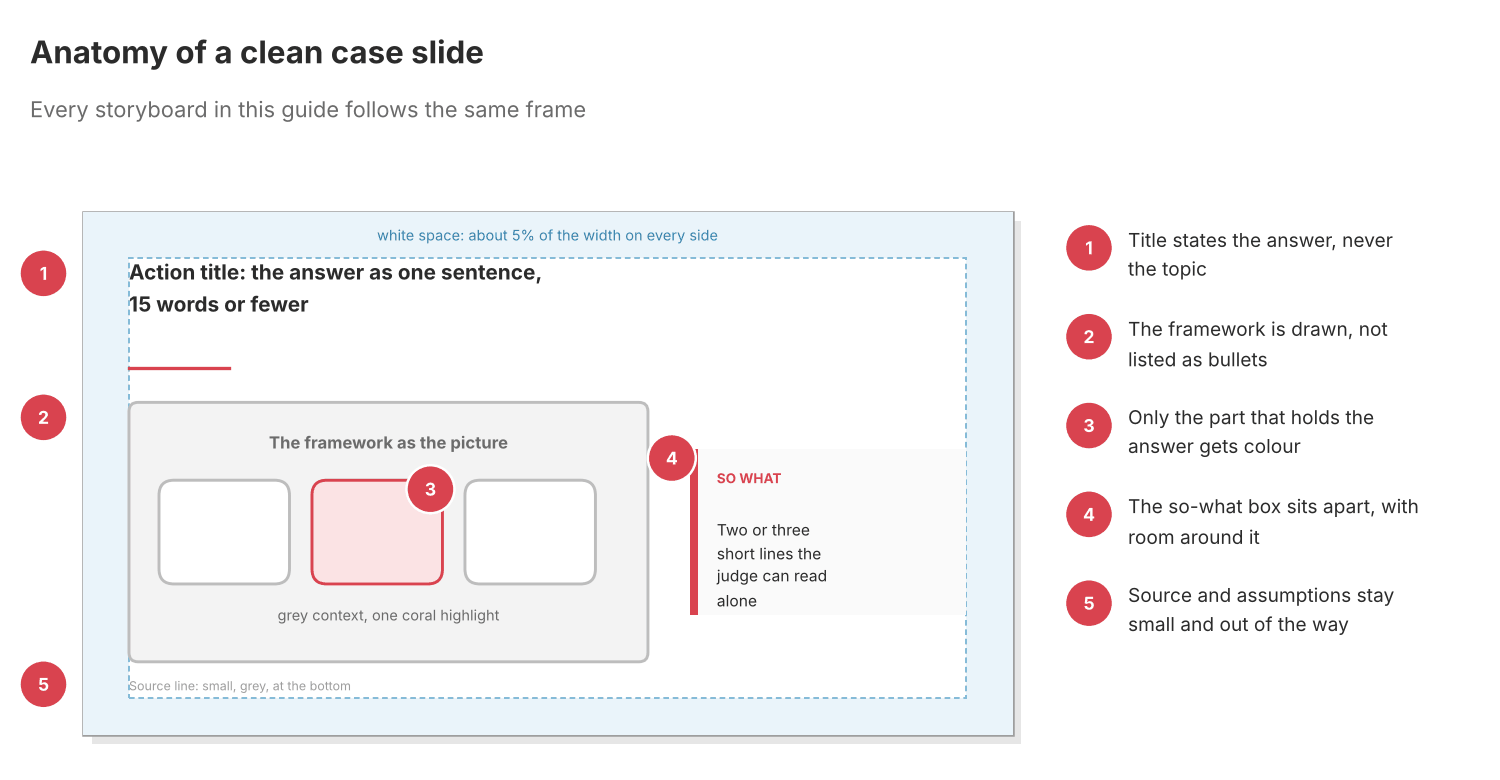 Anatomy of a clean case slide
Every storyboard in this guide follows the same frame
white space: about 5% of the width on every side
1
Action title: the answer as one sentence,
15 words or fewer
2
The framework as the picture
3
grey context, one coral highlight
4
SO WHAT
Two or three
short lines the
judge can read
alone
5
Source line: small, grey, at the bottom
1
Title states the answer, never
the topic
2
The framework is drawn, not
listed as bullets
3
Only the part that holds the
answer gets colour
4
The so-what box sits apart, with
room around it
5
Source and assumptions stay
small and out of the way